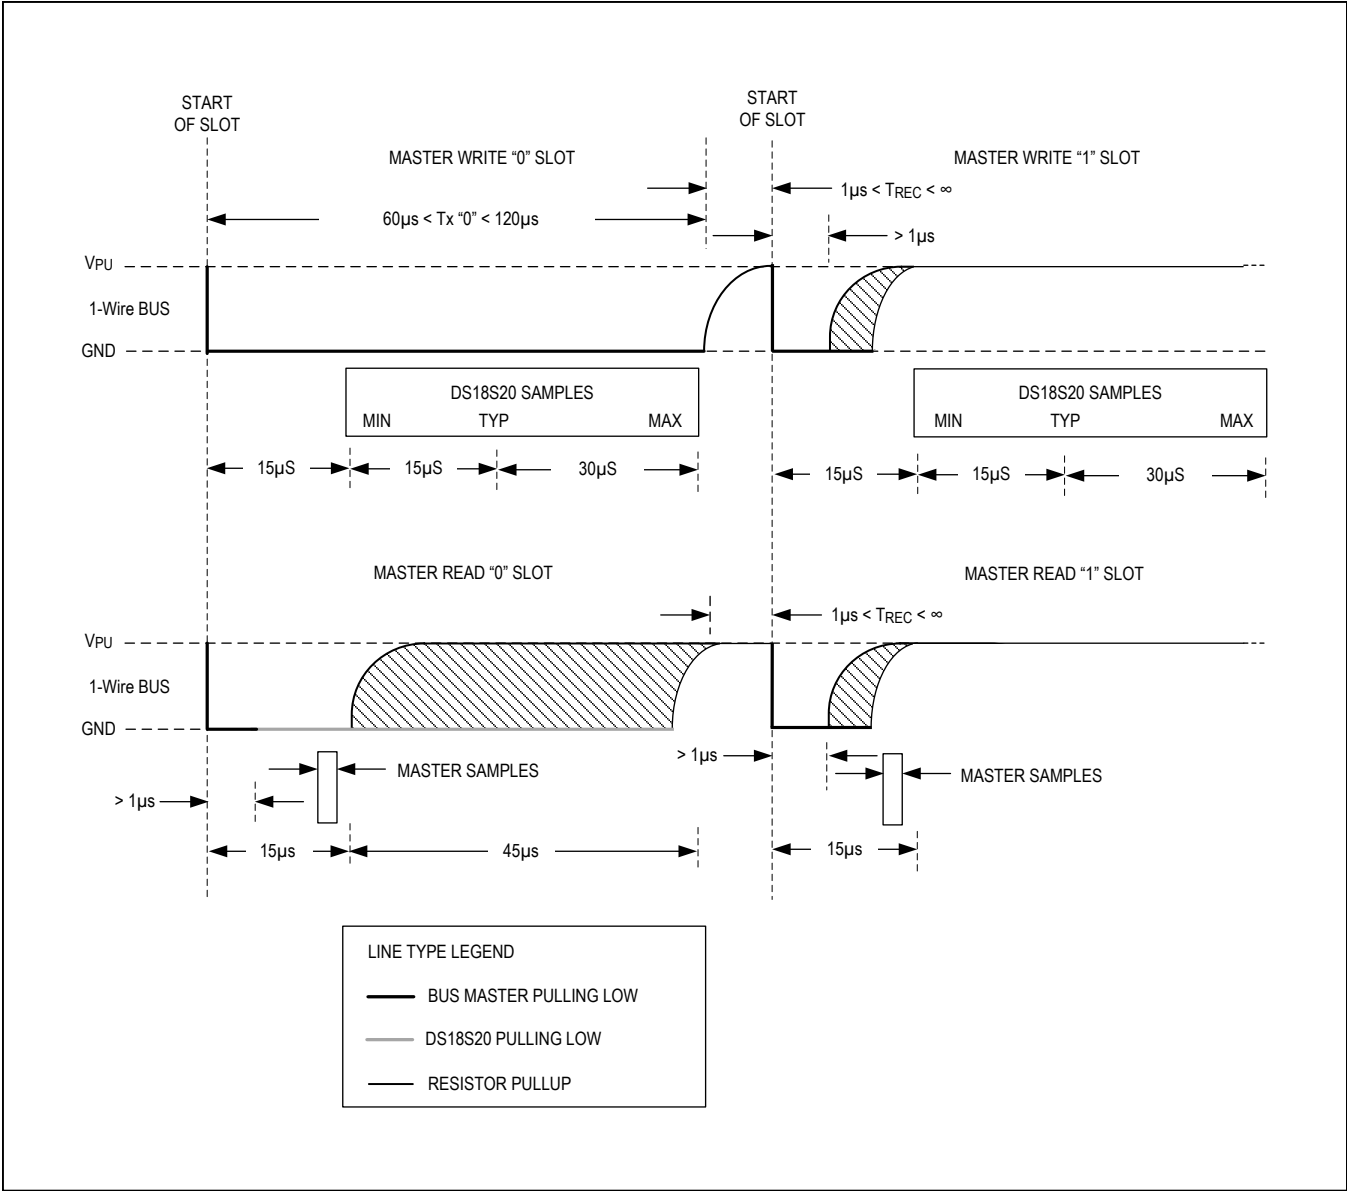 START
OF SLOT
START
OF SLOT
MASTER WRITE “0” SLOT
MASTER WRITE “1” SLOT
1µs < TREC < ∞
60µs < Tx “0” < 120µs
> 1µs
VPU
1-Wire BUS
GND
DS18S20 SAMPLES
MIN TYP MAX
DS18S20 SAMPLES
MIN TYP MAX
15µS 15µS 30µS
15µS 15µS 30µS
MASTER READ “0” SLOT
MASTER READ “1” SLOT
1µs < TREC < ∞
VPU
1-Wire BUS
GND
> 1µs
MASTER SAMPLES
MASTER SAMPLES
> 1µs
15µs 45µs
15µs
LINE TYPE LEGEND
BUS MASTER PULLING LOW
DS18S20 PULLING LOW
RESISTOR PULLUP